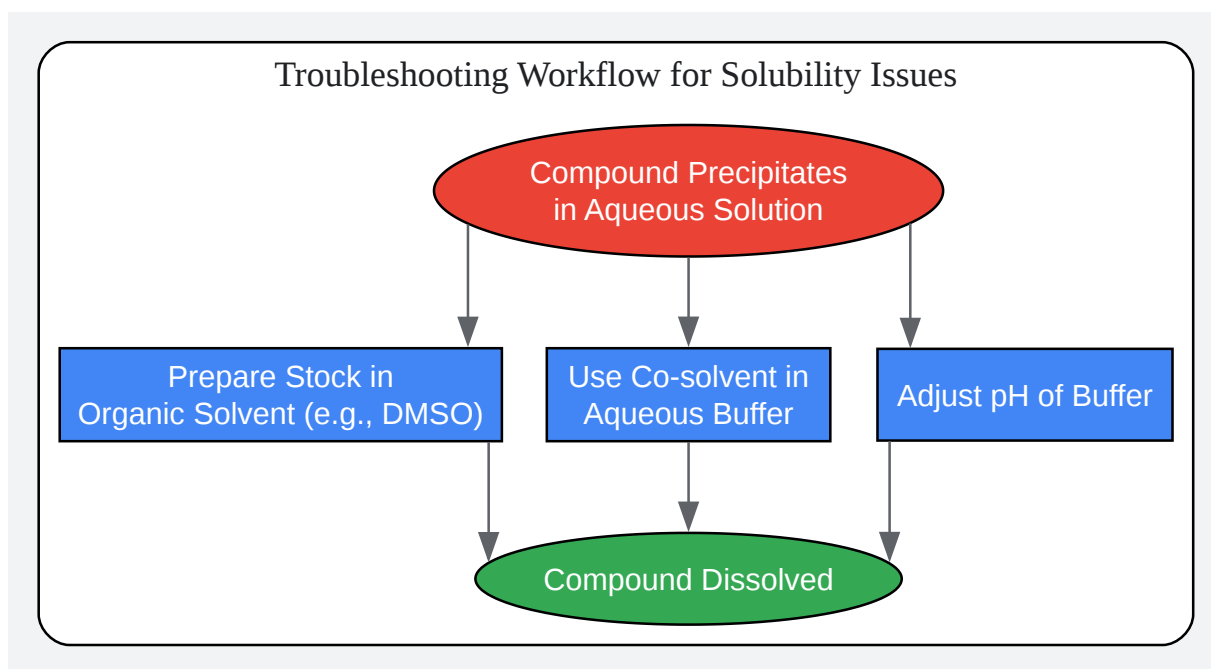 Troubleshooting Workflow for Solubility Issues
Compound Precipitates
in Aqueous Solution
Prepare Stock in
Organic Solvent (e.g., DMSO)
Use Co-solvent in
Aqueous Buffer
Adjust pH of Buffer
Compound Dissolved